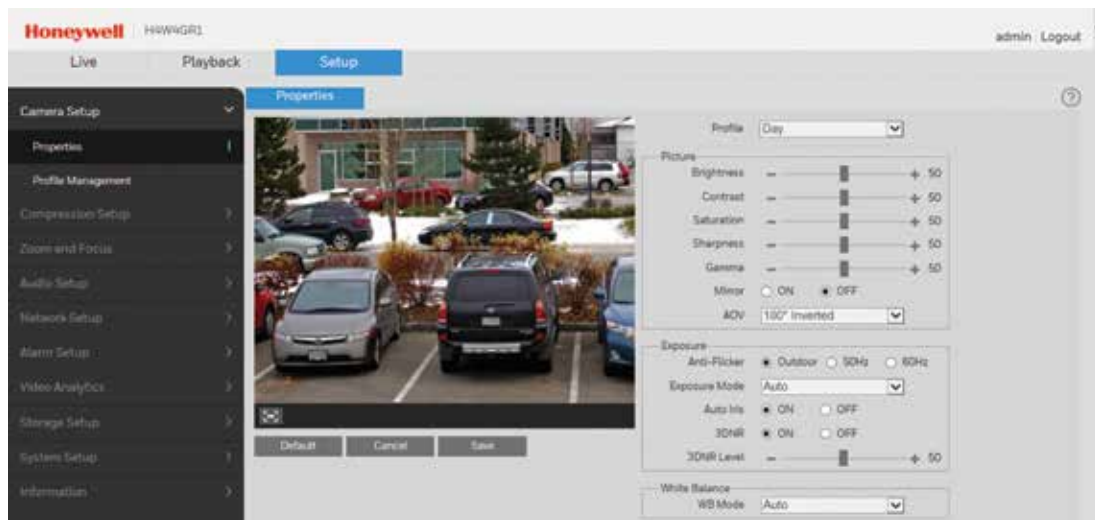 Honeywell H4W4GR1
admin Logout
Live Playback Setup
Camera Setup
Properties
Profile Management
Compression Setup
Zoom and Focus
Audio Setup
Network Setup
Alarm Setup
Video Analytics
Storage Setup
System Setup
Information
Properties
?
Profile Day
Picture
Brightness - + 50
Contrast - + 50
Saturation - + 50
Sharpness - + 50
Gamma - + 50
Mirror ON OFF
AOV 180° Inverted
Exposure
Anti-Flicker Outdoor 50Hz 60Hz
Exposure Mode Auto
Auto Iris ON OFF
3DNR ON OFF
3DNR Level - + 50
White Balance
WB Mode Auto
Default Cancel Save